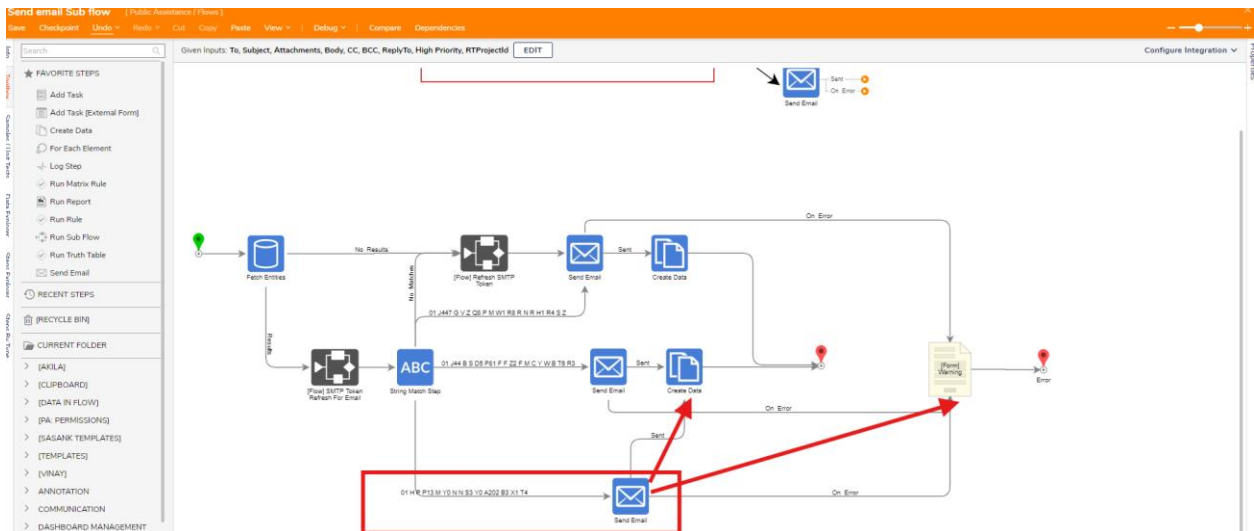 Send email Sub flow [ Public Assistance / Flows ]
Save Checkpoint Undo Redo Cut Copy Paste View Debug Compare Dependencies
Info
Toolbox
Data Explorer
Properties
Search
Given Inputs: To, Subject, Attachments, Body, CC, BCC, ReplyTo, High Priority, RTProjectId EDIT
Configure Integration
FAVORITE STEPS
Add Task
Add Task [External Form]
Create Data
For Each Element
Log Step
Run Matrix Rule
Run Report
Run Rule
Run Sub Flow
Run Truth Table
Send Email
RECENT STEPS
[RECYCLE BIN]
CURRENT FOLDER
[AKILA]
[CLIPBOARD]
[DATA IN FLOW]
[PA: PERMISSIONS]
[SASANK TEMPLATES]
[TEMPLATES]
[VINAY]
ANNOTATION
COMMUNICATION
DASHBOARD MANAGEMENT
Sent
On Error
Send Email
On Error
Fetch Entities
No Results
[Flow] Refresh SMTP
Token
Send Email
Sent
Create Data
No Matches
Results
[Flow] SMTP Token
Refresh For Email
ABC
String Match Step
Send Email
Sent
Create Data
[Form]
Warning
Error
On Error
Sent
Send Email
On Error